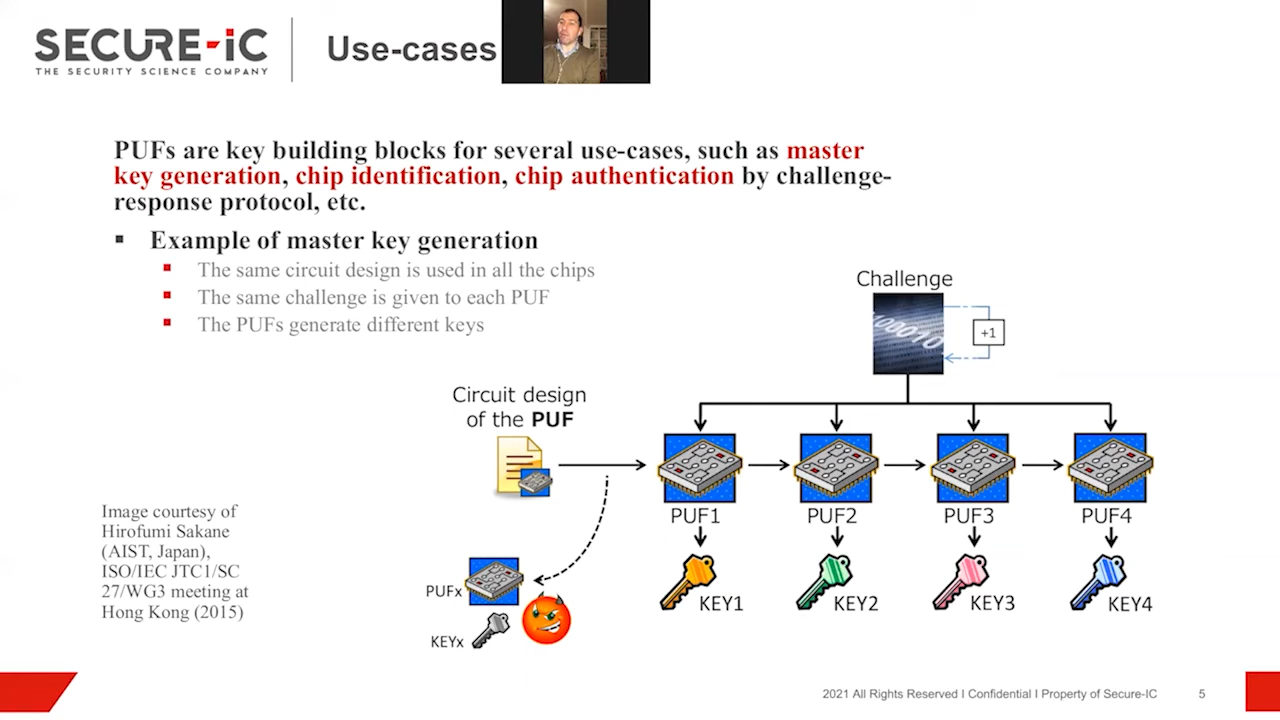 SECURE-iC
THE SECURITY SCIENCE COMPANY
Use-cases
PUFs are key building blocks for several use-cases, such as master
key generation, chip identification, chip authentication by challenge-
response protocol, etc.
Example of master key generation
The same circuit design is used in all the chips
The same challenge is given to each PUF
The PUFs generate different keys
Challenge
100010
+1
Circuit design
of the PUF
PUF1
PUF2
PUF3
PUF4
KEY1
KEY2
KEY3
KEY4
PUFx
KEYx
Image courtesy of
Hirofumi Sakane
(AIST, Japan),
ISO/IEC JTC1/SC
27/WG3 meeting at
Hong Kong (2015)
2021 All Rights Reserved I Confidential I Property of Secure-IC
5